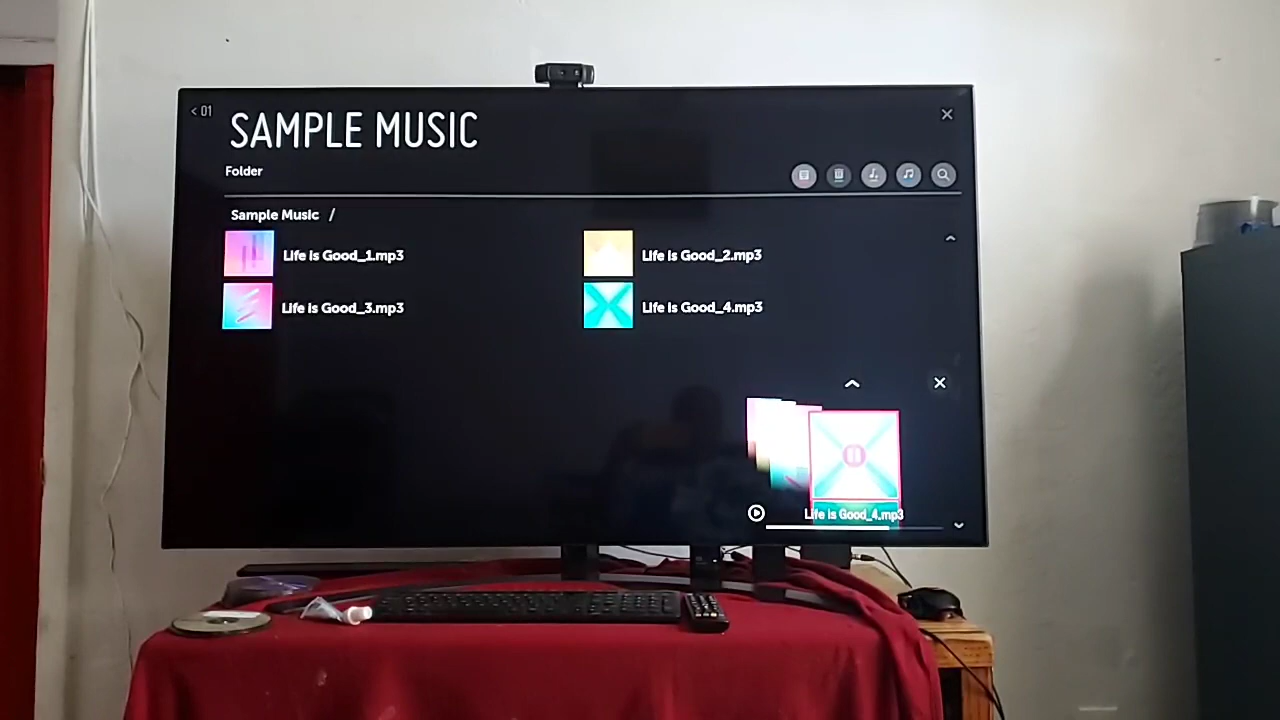 < 01
SAMPLE MUSIC
Folder
Sample Music /
Life is Good_1.mp3
Life is Good_2.mp3
Life is Good_3.mp3
Life is Good_4.mp3
Life is Good_4.mp3